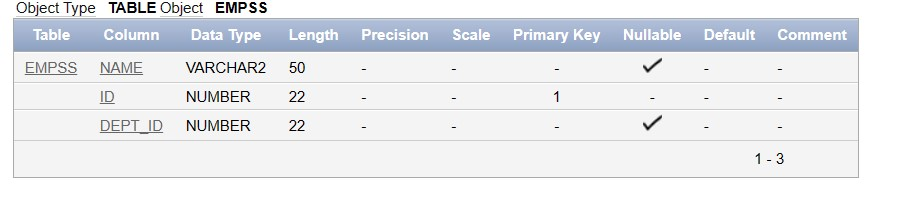 Object Type TABLE Object EMPSS
Table Column Data Type Length Precision Scale Primary Key Nullable Default Comment
EMPSS NAME VARCHAR2 50 - - - ✓ - -
ID NUMBER 22 - - 1 - - -
DEPT_ID NUMBER 22 - - - ✓ - -
1 - 3